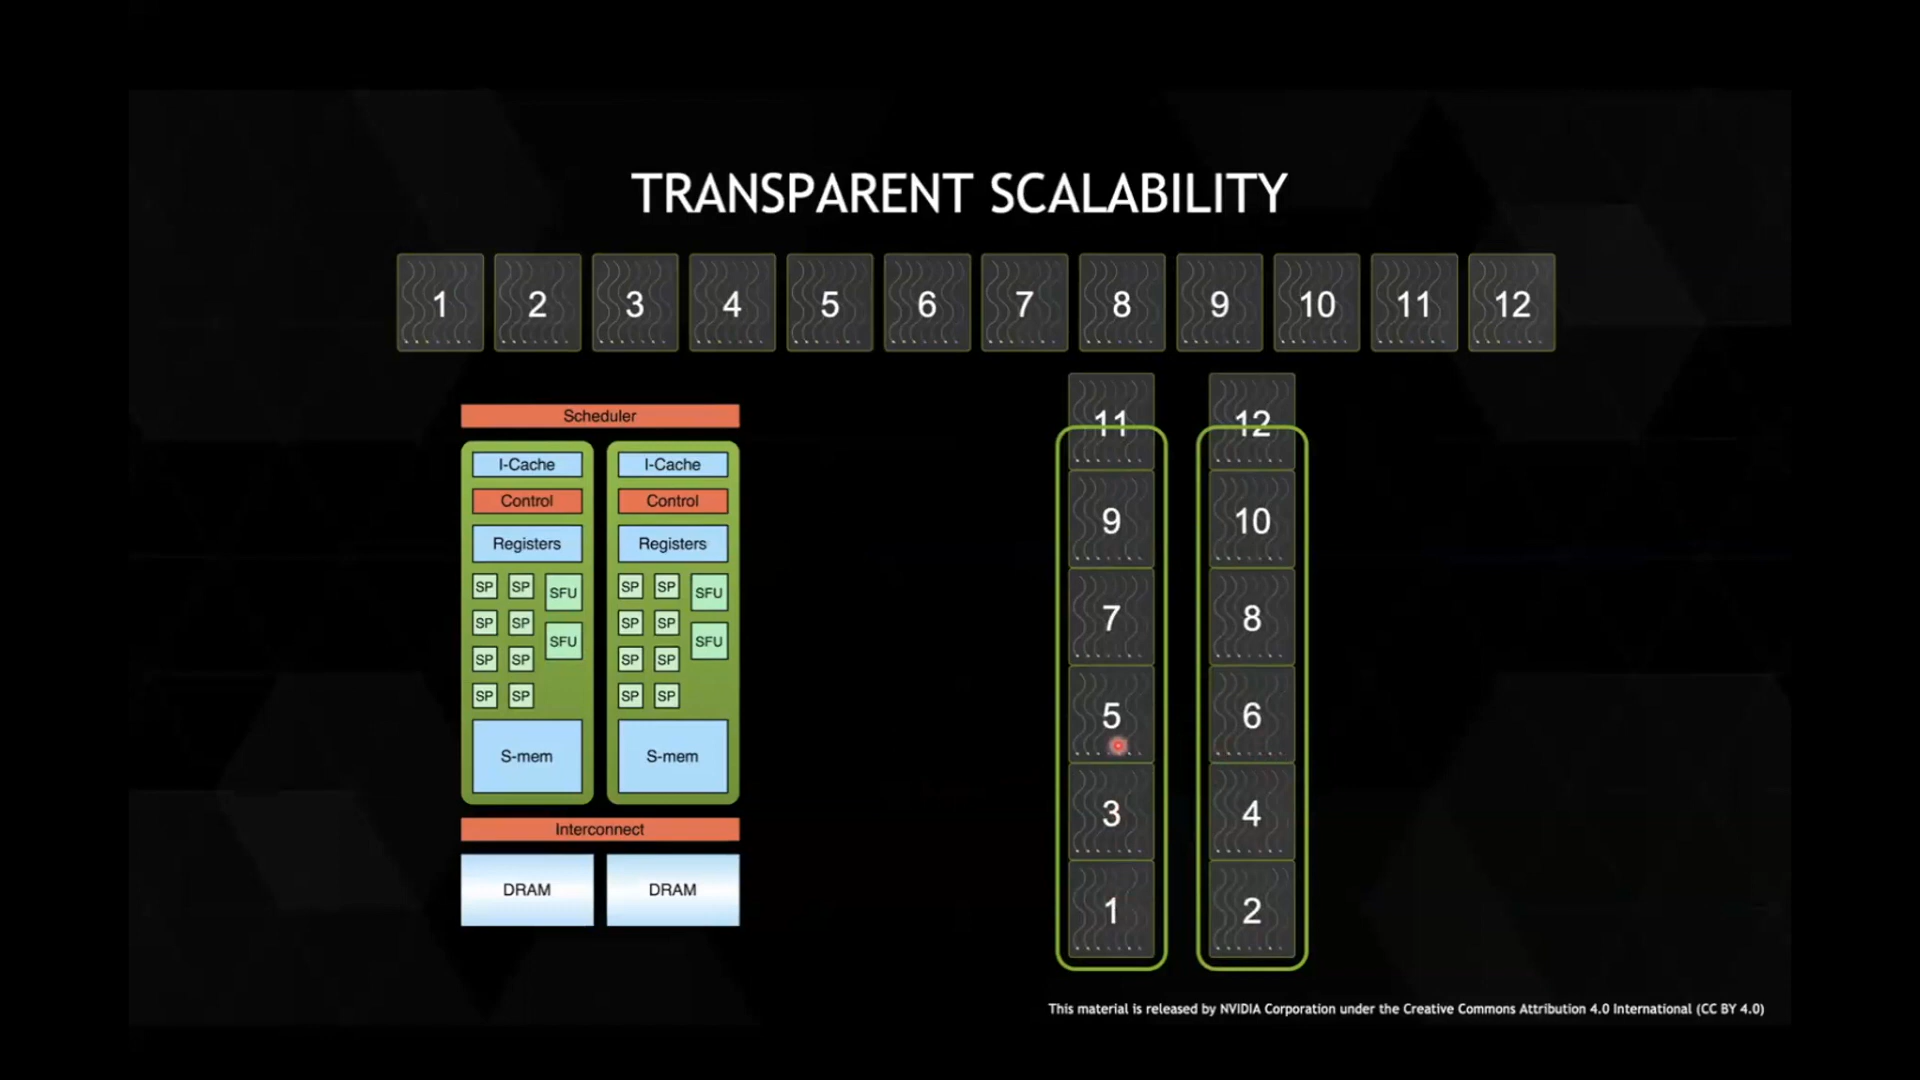 TRANSPARENT SCALABILITY
1 2 3 4 5 6 7 8 9 10 11 12
Scheduler
I-Cache I-Cache
Control Control
Registers Registers
SP SP SFU SP SP SFU
SP SP SFU SP SP SFU
SP SP SP SP
SP SP SP SP
S-mem S-mem
Interconnect
DRAM DRAM
11 12
9 10
7 8
5 6
3 4
1 2
This material is released by NVIDIA Corporation under the Creative Commons Attribution 4.0 International (CC BY 4.0)